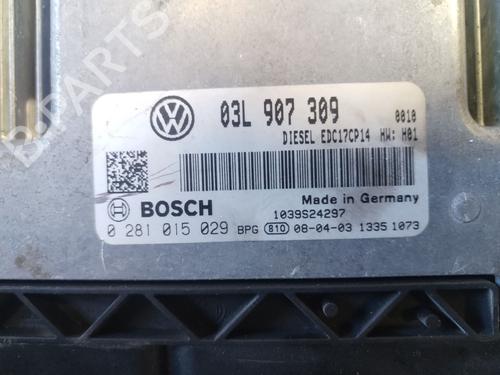 03L 907 309 0010
DIESEL EDC17CP14 HW: H01
BOSCH Made in Germany
1039S24297
0 281 015 029 BPG 810 08-04-03 1335 1073
B-PARTS